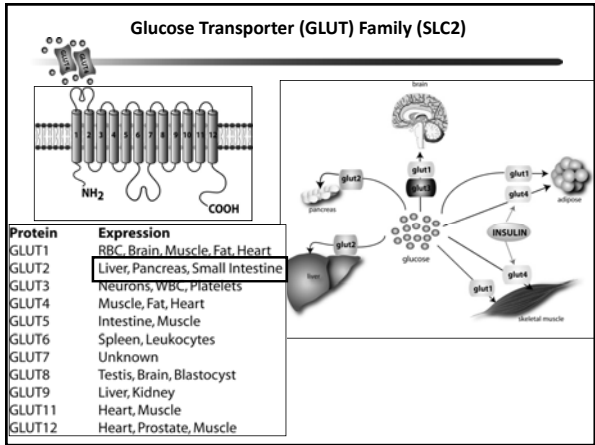 Glucose Transporter (GLUT) Family (SLC2)
GLUT4 GLUT4
1 2 3 4 5 6 7 8 9 10 11 12
NH2
COOH
brain
glut1
glut3
glut2
pancreas
glut2
liver
glucose
glut1
glut4
adipose
INSULIN
glut4
glut1
skeletal muscle
Protein Expression
GLUT1 RBC, Brain, Muscle, Fat, Heart
GLUT2 Liver, Pancreas, Small Intestine
GLUT3 Neurons, WBC, Platelets
GLUT4 Muscle, Fat, Heart
GLUT5 Intestine, Muscle
GLUT6 Spleen, Leukocytes
GLUT7 Unknown
GLUT8 Testis, Brain, Blastocyst
GLUT9 Liver, Kidney
GLUT11 Heart, Muscle
GLUT12 Heart, Prostate, Muscle